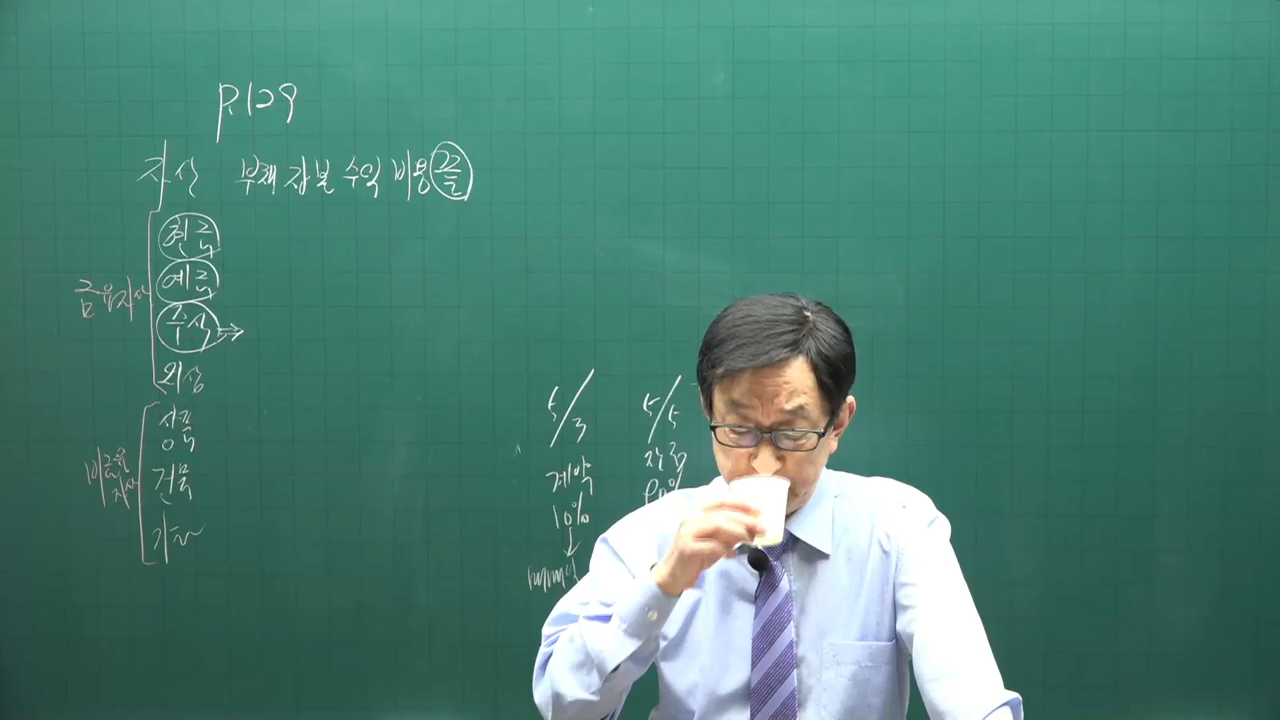 P.129
자산 부채 자본 수익 비용 끝
현금
예금
주식 →
외상
금융자산
상품
건물
비금융
자산
5/3
계약
10%
↓
5/5
잔금
90%